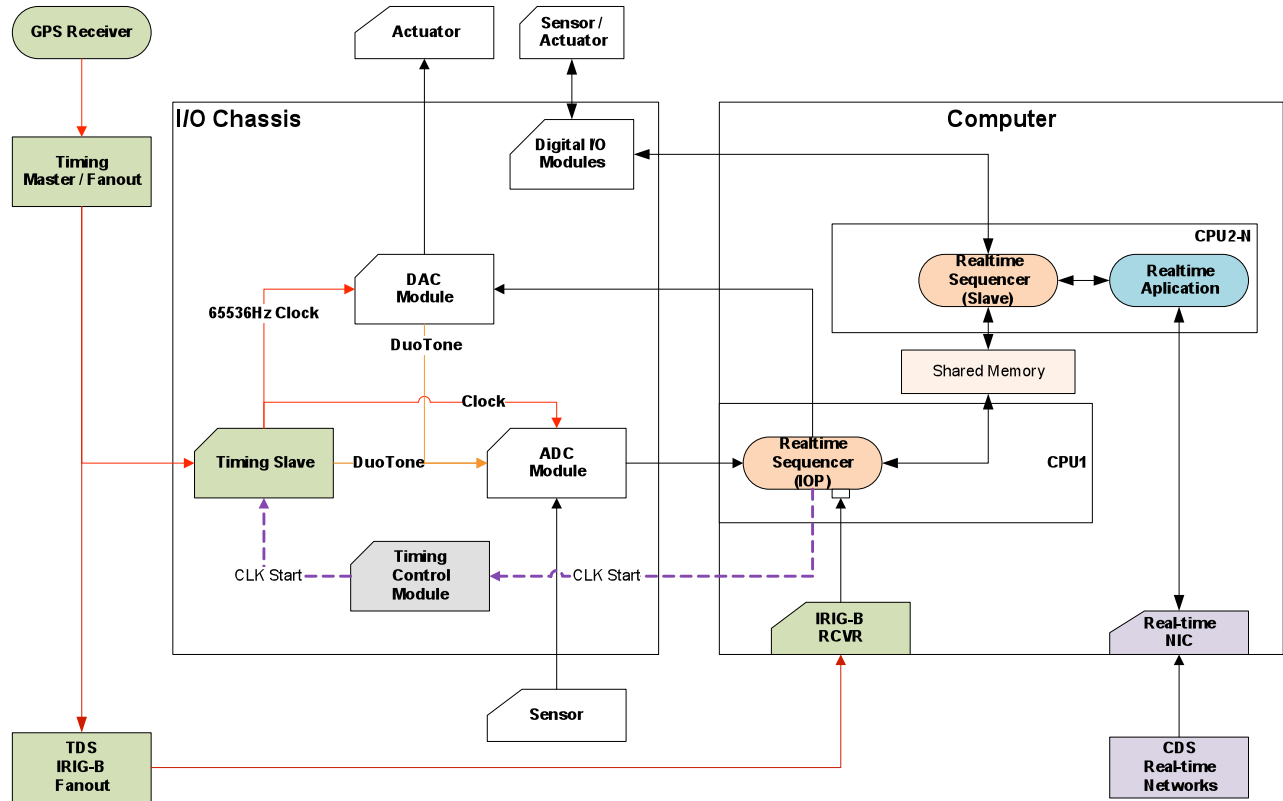 GPS Receiver
Actuator
Sensor /
Actuator
I/O Chassis
Computer
Timing
Master / Fanout
Digital I/O
Modules
CPU2-N
DAC
Module
Realtime
Sequencer
(Slave)
Realtime
Aplication
65536Hz Clock
DuoTone
Shared Memory
Clock
Timing Slave
DuoTone
ADC
Module
Realtime
Sequencer
(IOP)
CPU1
CLK Start
Timing
Control
Module
CLK Start
IRIG-B
RCVR
Real-time
NIC
Sensor
TDS
IRIG-B
Fanout
CDS
Real-time
Networks